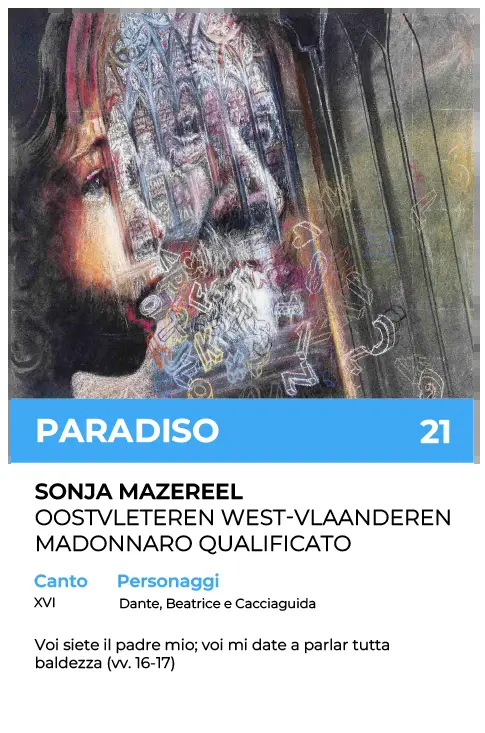 PARADISO 21
SONJA MAZEREEL
OOSTVLETEREN WEST-VLAANDEREN
MADONNARO QUALIFICATO
Canto Personaggi
XVI Dante, Beatrice e Cacciaguida
Voi siete il padre mio; voi mi date a parlar tutta
baldezza (vv. 16-17)